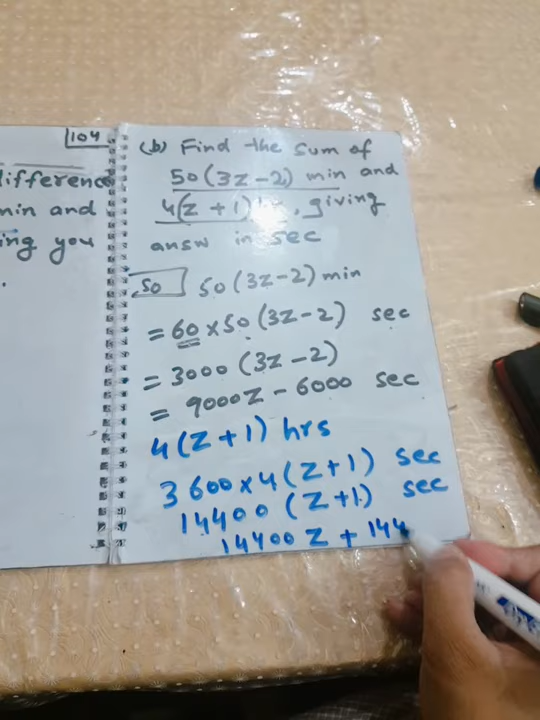 104
ifference
min and
ing you
.
(b) Find the sum of
50(3z-2) min and
4(z+1) , giving
answ in sec
So 50(3z-2) min
= 60×50(3z-2) sec
= 3000(3z-2)
= 9000z - 6000 sec
4(z+1) hrs
3600×4(z+1) sec
14400(z+1) sec
14400z + 144